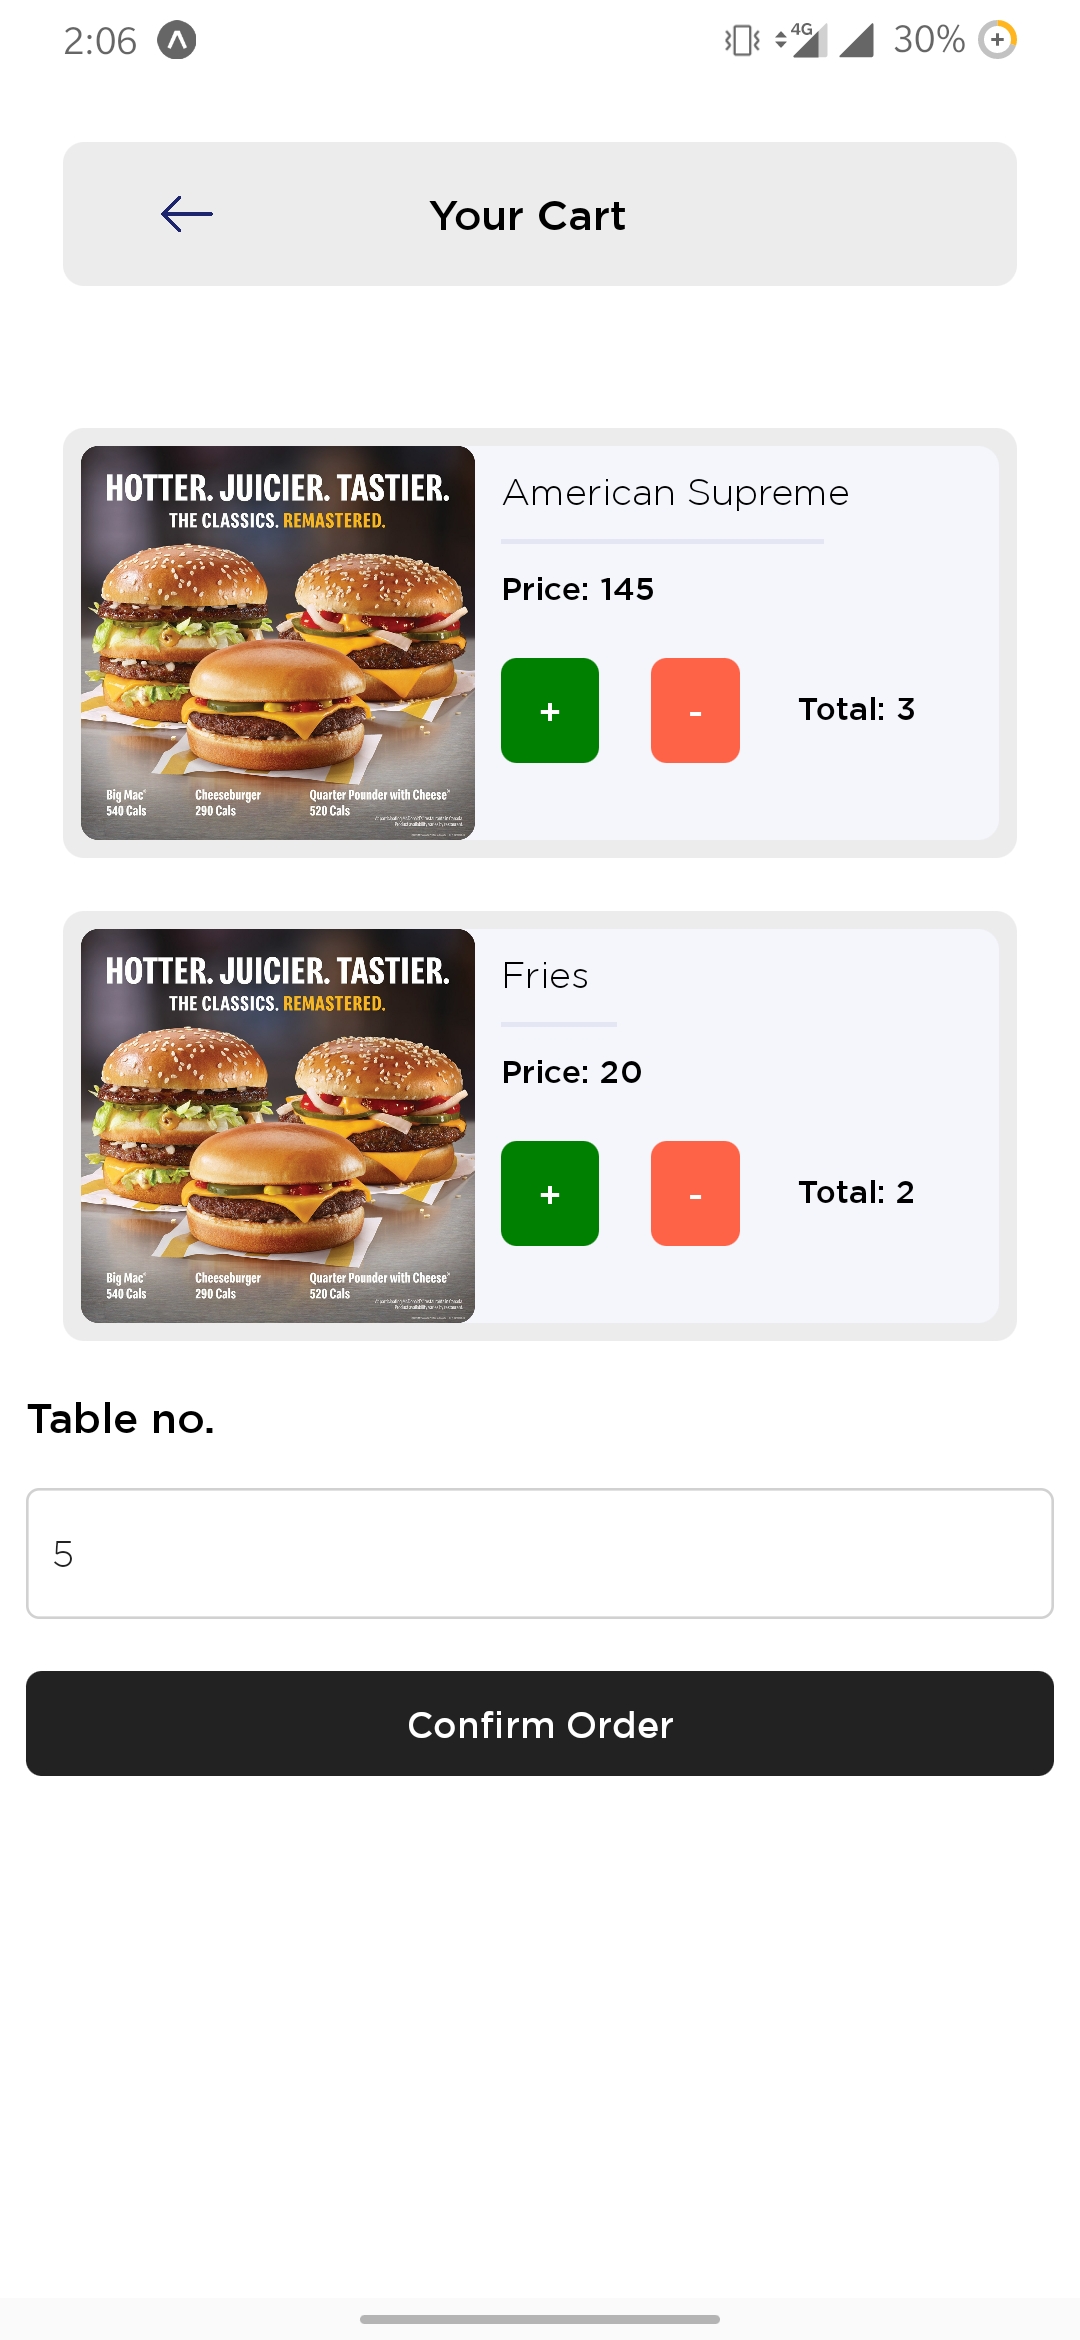 2:06
4G 30%
Your Cart
HOTTER. JUICIER. TASTIER.
THE CLASSICS. REMASTERED.
Big Mac® Cheeseburger Quarter Pounder with Cheese®
540 Cals 290 Cals 520 Cals
American Supreme
Price: 145
+ - Total: 3
HOTTER. JUICIER. TASTIER.
THE CLASSICS. REMASTERED.
Big Mac® Cheeseburger Quarter Pounder with Cheese®
540 Cals 290 Cals 520 Cals
Fries
Price: 20
+ - Total: 2
Table no.
5
Confirm Order